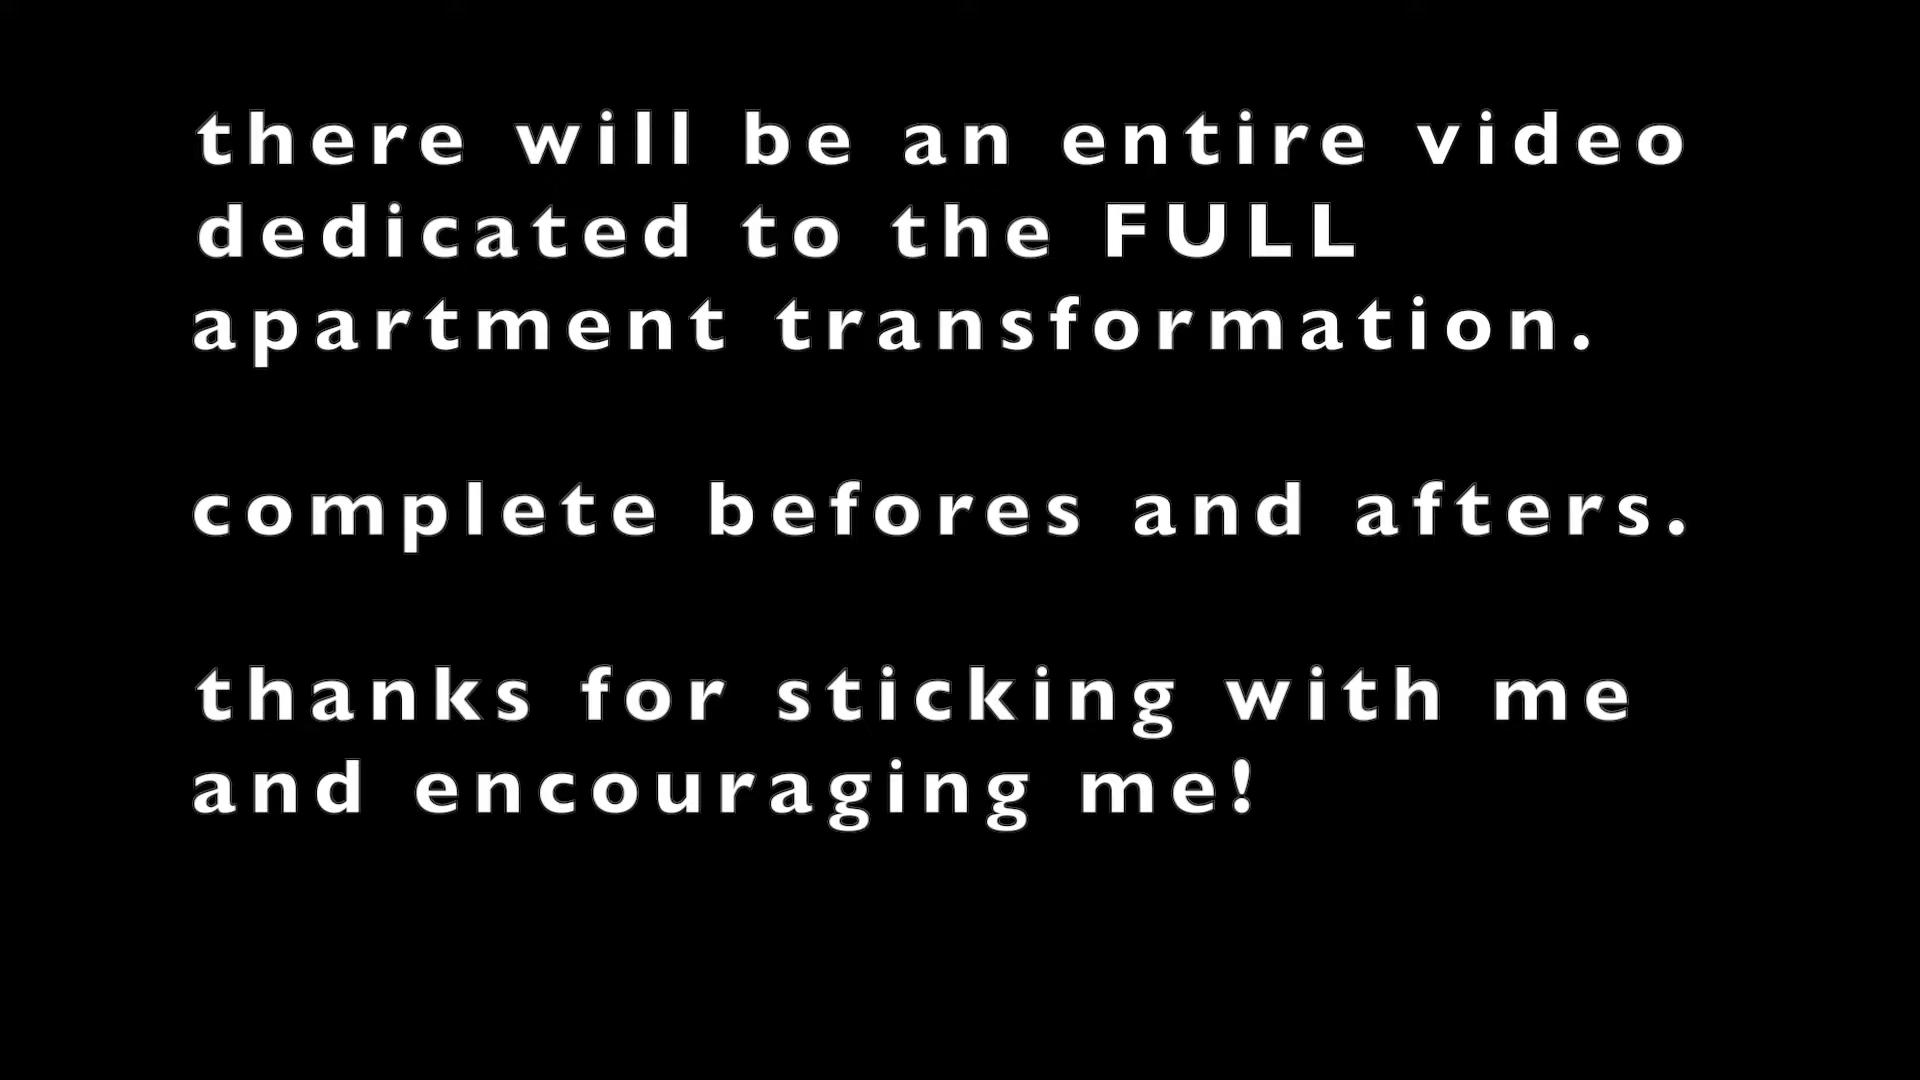 there will be an entire video
dedicated to the FULL
apartment transformation.
complete befores and afters.
thanks for sticking with me
and encouraging me!